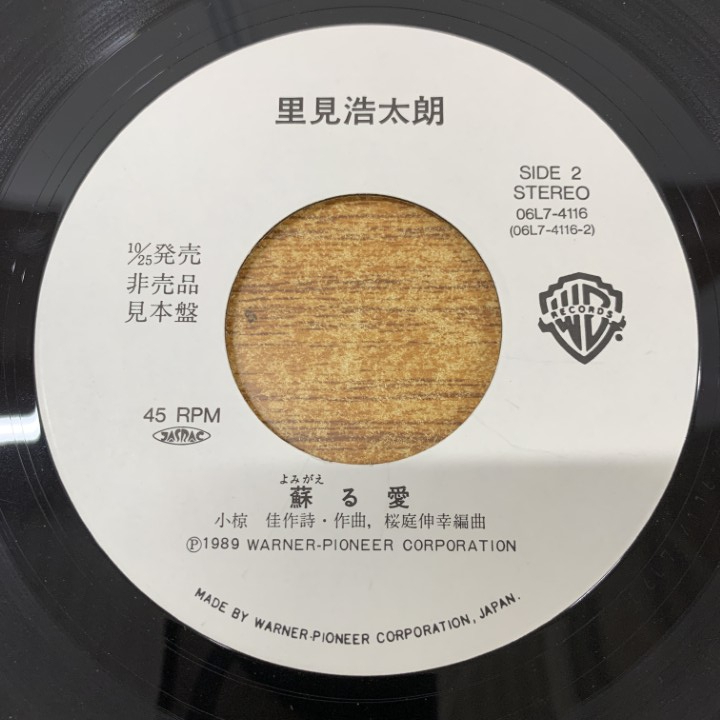 里見浩太朗
SIDE 2
STEREO
06L7-4116
(06L7-4116-2)
10/25発売
非売品
見本盤
RECORDS
45 RPM
JASRAC
よみがえ
蘇る愛
小椋 佳作詩・作曲, 桜庭伸幸編曲
Ⓟ1989 WARNER-PIONEER CORPORATION
MADE BY WARNER-PIONEER CORPORATION, JAPAN.